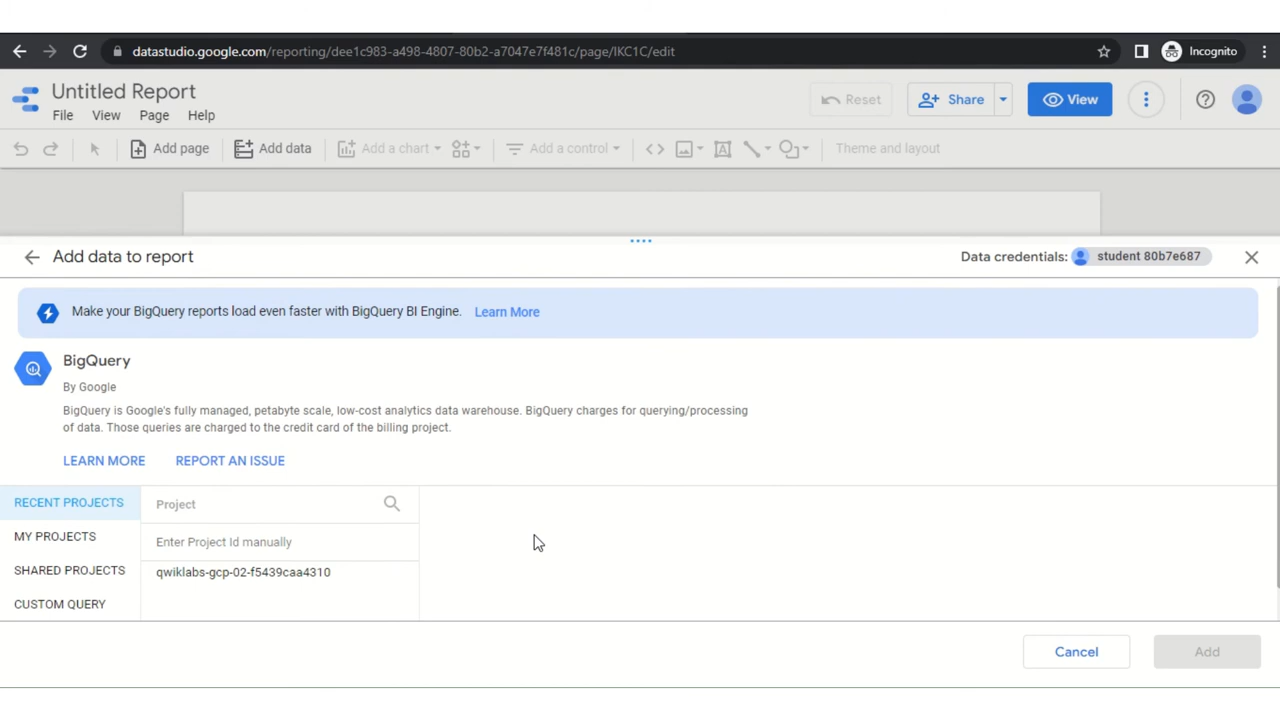 datastudio.google.com/reporting/dee1c983-a498-4807-80b2-a7047e7f481c/page/IKC1C/edit
Incognito
Untitled Report
File View Page Help
Reset
Share
View
Add page
Add data
Add a chart
Add a control
Theme and layout
Add data to report
Data credentials: student 80b7e687
Make your BigQuery reports load even faster with BigQuery BI Engine. Learn More
BigQuery
By Google
BigQuery is Google's fully managed, petabyte scale, low-cost analytics data warehouse. BigQuery charges for querying/processing
of data. Those queries are charged to the credit card of the billing project.
LEARN MORE REPORT AN ISSUE
RECENT PROJECTS
MY PROJECTS
SHARED PROJECTS
CUSTOM QUERY
Project
Enter Project Id manually
qwiklabs-gcp-02-f5439caa4310
Cancel
Add